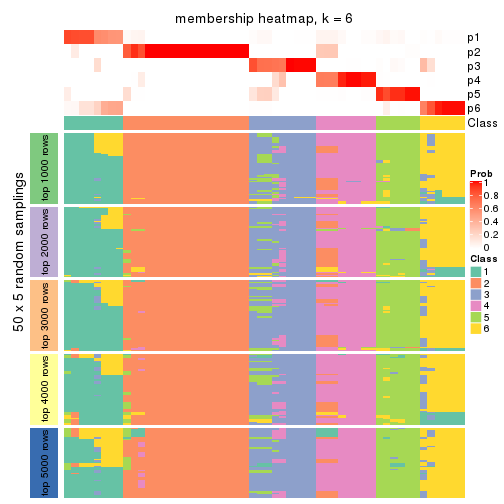 membership heatmap, k = 6
p1
p2
p3
p4
p5
p6
Class
50 x 5 random samplings
top 1000 rows
top 2000 rows
top 3000 rows
top 4000 rows
top 5000 rows
Prob
1
0.8
0.6
0.4
0.2
0
Class
1
2
3
4
5
6